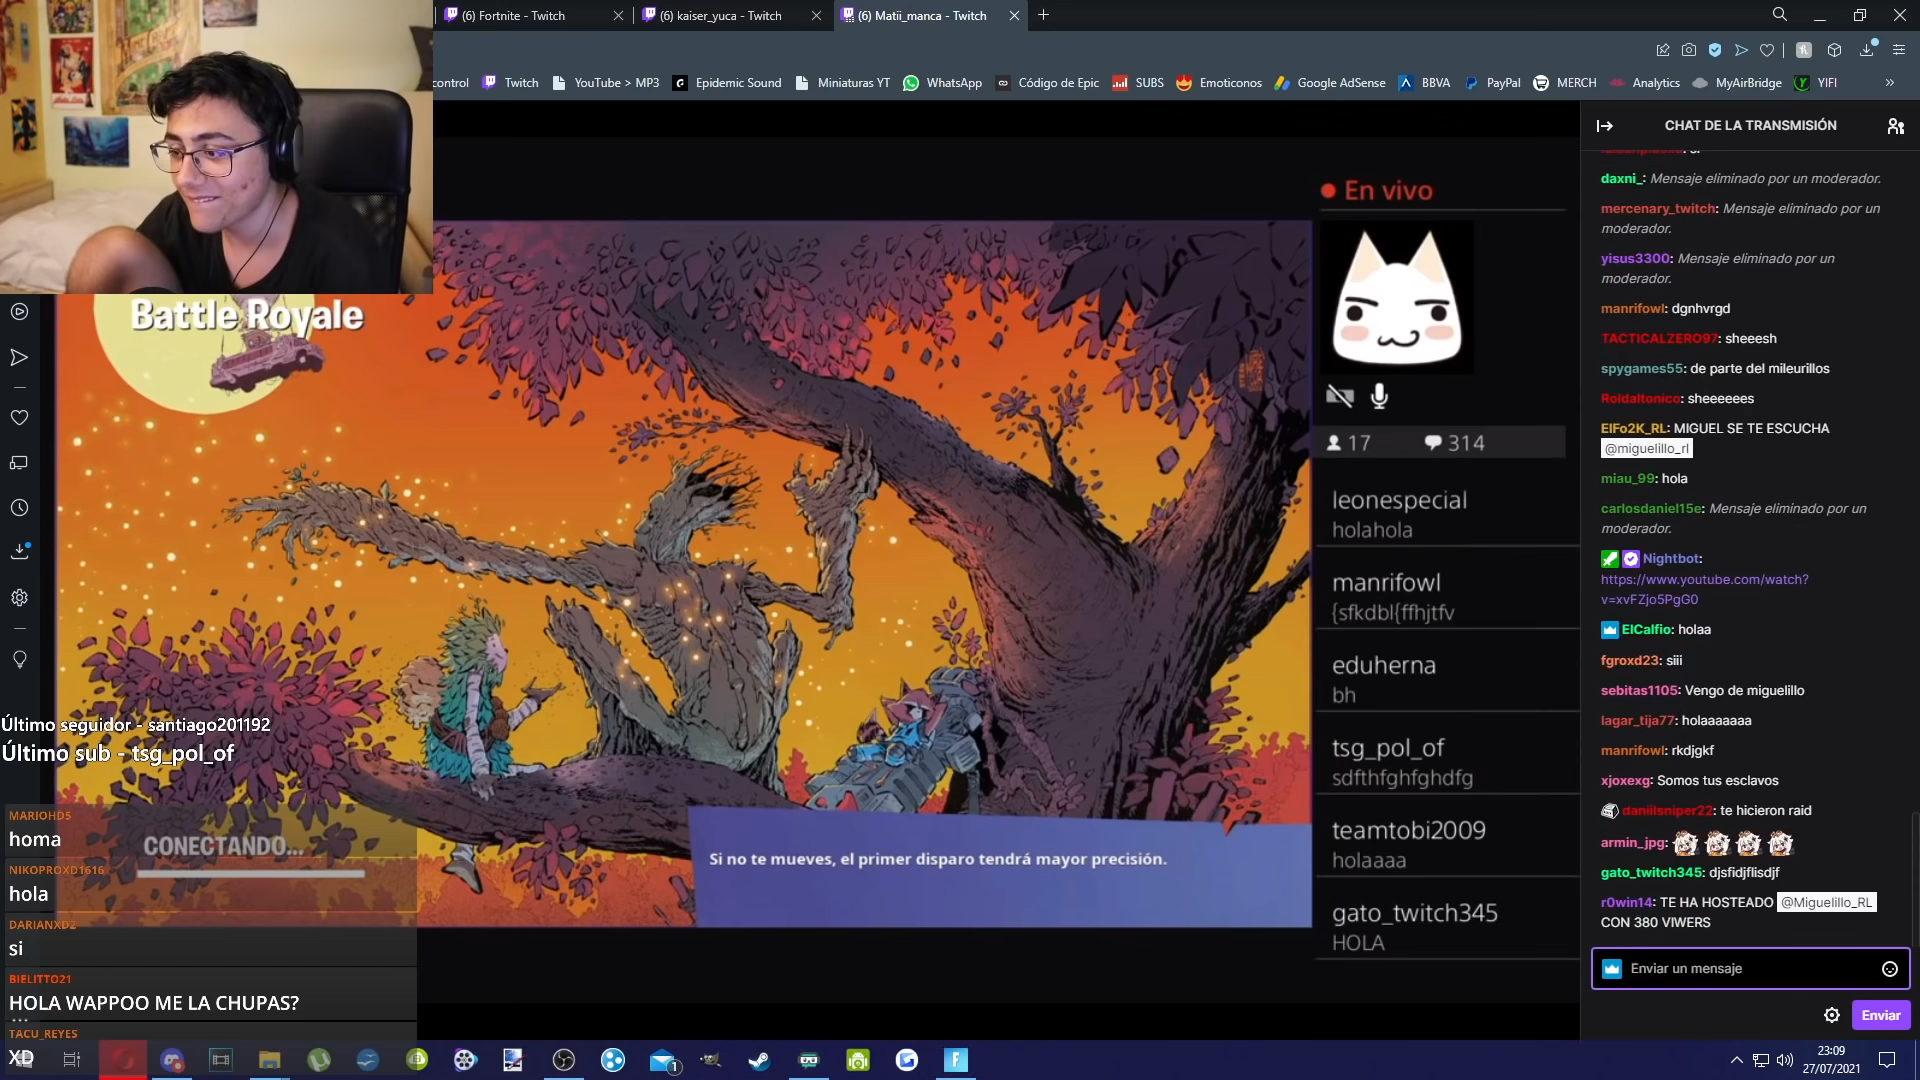 (6) Fortnite - Twitch
(6) kaiser_yuca - Twitch
(6) Matii_manca - Twitch
control
Twitch
YouTube > MP3
Epidemic Sound
Miniaturas YT
WhatsApp
Código de Epic
SUBS
Emoticonos
Google AdSense
BBVA
PayPal
MERCH
Analytics
MyAirBridge
YIFI
»
Battle Royale
CONECTANDO...
Si no te mueves, el primer disparo tendrá mayor precisión.
Último seguidor - santiago201192
Último sub - tsg_pol_of
MARIOHD5
homa
NIKOPROXD1616
hola
DARIANXD2
si
BIELITTO21
HOLA WAPPOO ME LA CHUPAS?
TACU_REYES
XD
En vivo
17
314
leonespecial
holahola
manrifowl
{sfkdbl{ffhjtfv
eduherna
bh
tsg_pol_of
sdfthfghfghdfg
teamtobi2009
holaaaa
gato_twitch345
HOLA
CHAT DE LA TRANSMISIÓN
daxni_: Mensaje eliminado por un moderador.
mercenary_twitch: Mensaje eliminado por un
moderador.
yisus3300: Mensaje eliminado por un
moderador.
manrifowl: dgnhvrgd
TACTICALZERO97: sheeesh
spygames55: de parte del mileurillos
Roldaltonico: sheeeeees
ElFo2K_RL: MIGUEL SE TE ESCUCHA
@miguelillo_rl
miau_99: hola
carlosdaniel15e: Mensaje eliminado por un
moderador.
Nightbot:
https://www.youtube.com/watch?
v=xvFZjo5PgG0
ElCalfio: holaa
fgroxd23: siii
sebitas1105: Vengo de miguelillo
lagar_tija77: holaaaaaaa
manrifowl: rkdjgkf
xjoxexg: Somos tus esclavos
daniilsniper22: te hicieron raid
armin_jpg:
gato_twitch345: djsfidjflisdjf
r0win14: TE HA HOSTEADO @Miguelillo_RL
CON 380 VIWERS
Enviar un mensaje
Enviar
23:09
27/07/2021